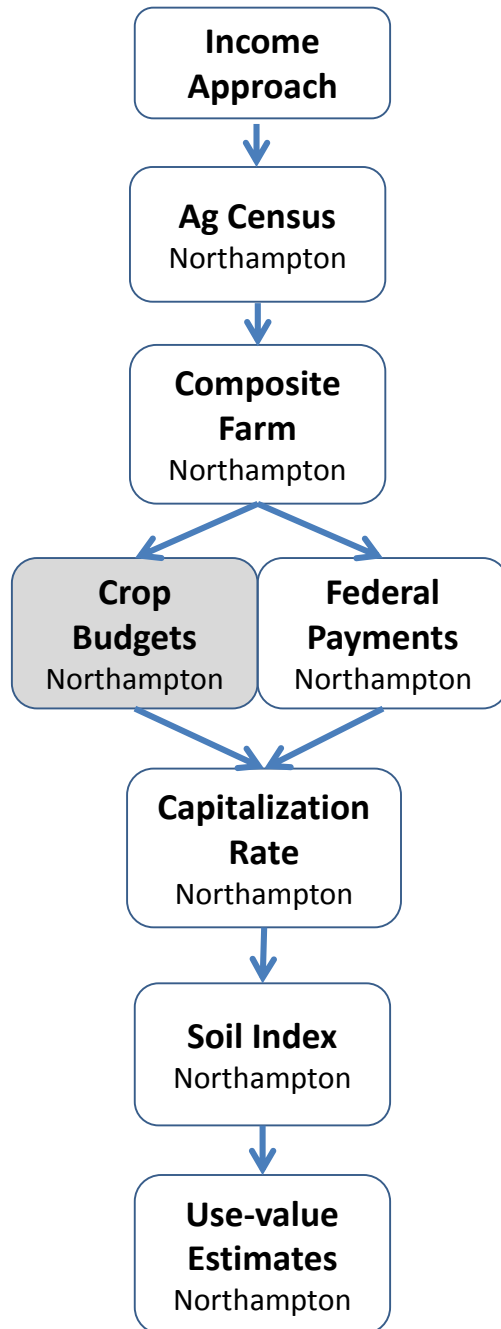 Income
Approach
Ag Census
Northampton
Composite
Farm
Northampton
Crop
Budgets
Northampton
Federal
Payments
Northampton
Capitalization
Rate
Northampton
Soil Index
Northampton
Use-value
Estimates
Northampton